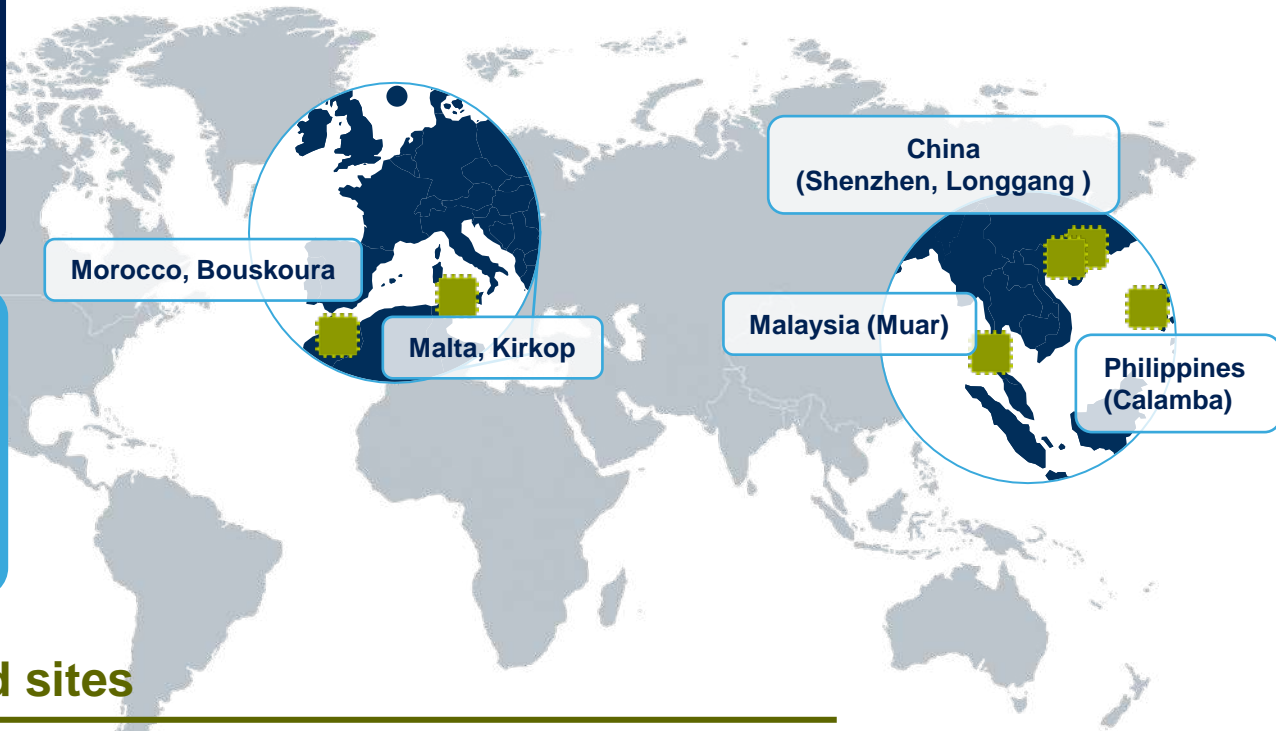 China
(Shenzhen, Longgang )
Morocco, Bouskoura
Malta, Kirkop
Malaysia (Muar)
Philippines
(Calamba)
sites